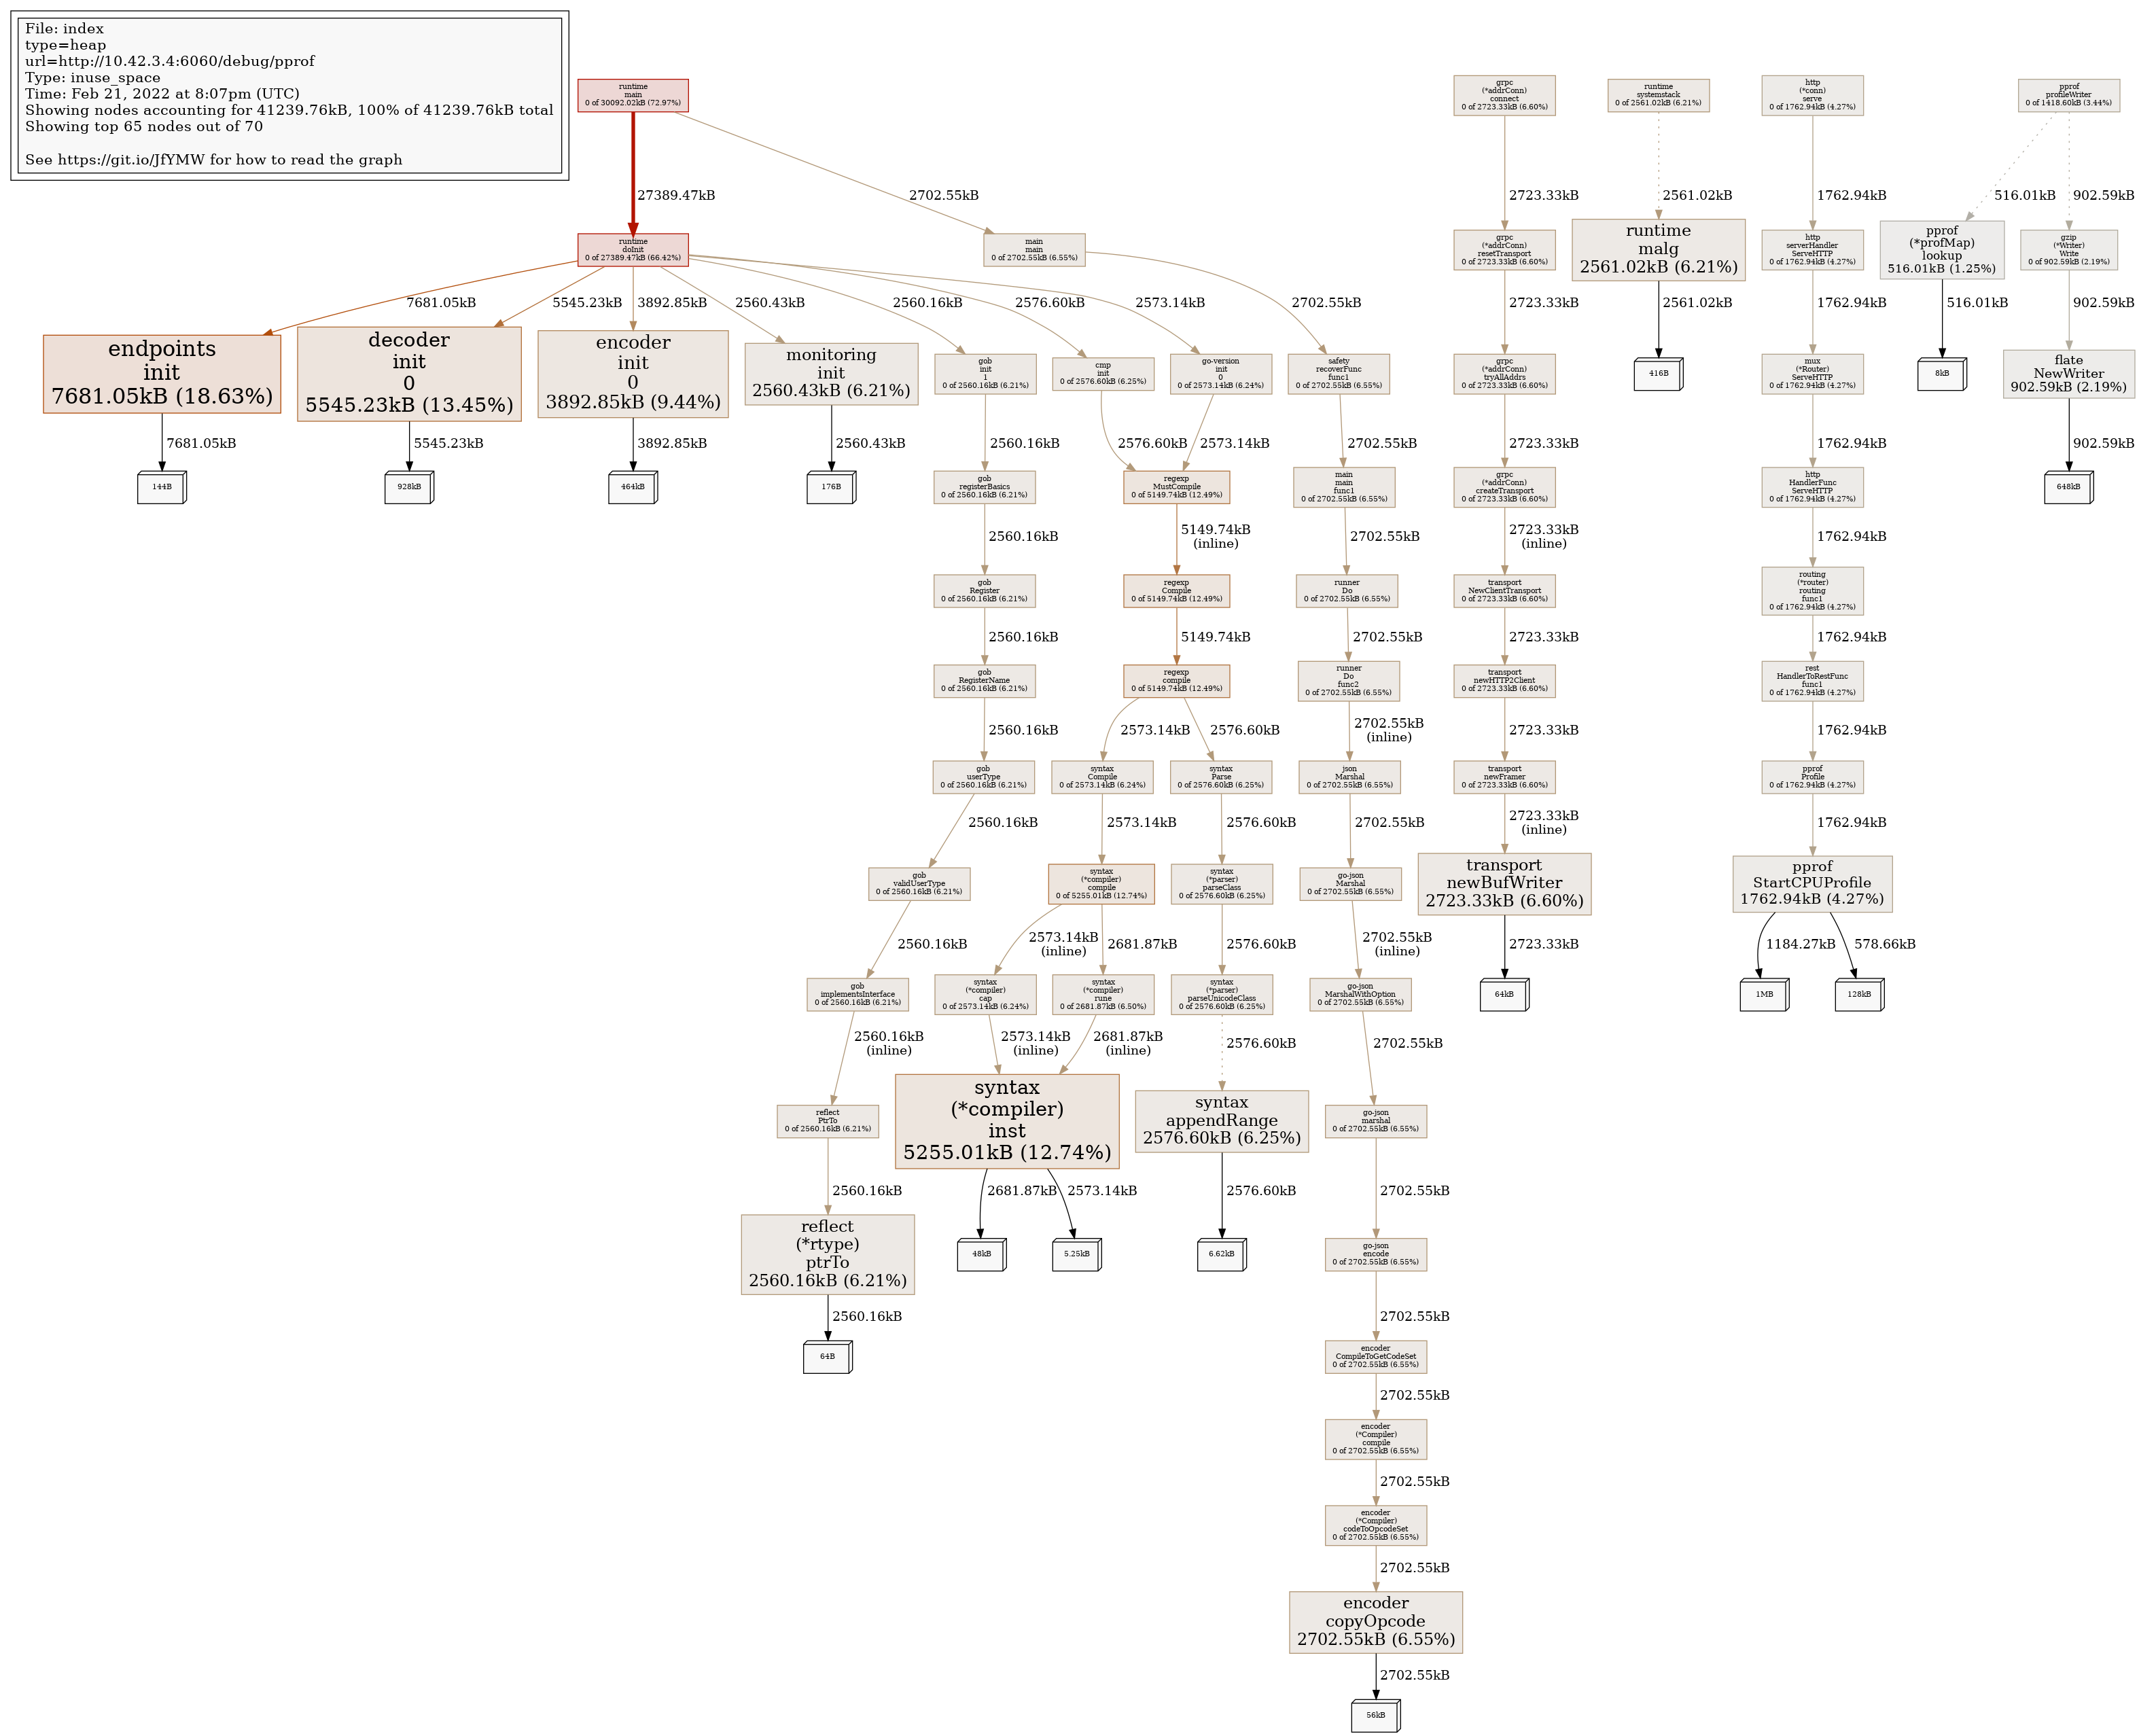 File: index
type=heap
url=http://10.42.3.4:6060/debug/pprof
Type: inuse_space
Time: Feb 21, 2022 at 8:07pm (UTC)
Showing nodes accounting for 41239.76kB, 100% of 41239.76kB total
Showing top 65 nodes out of 70
See https://git.io/JfYMW for how to read the graph
runtime
main
0 of 30092.02kB (72.97%)
27389.47kB
2702.55kB
runtime
doInit
0 of 27389.47kB (66.42%)
main
main
0 of 2702.55kB (6.55%)
7681.05kB
5545.23kB
3892.85kB
2560.43kB
2560.16kB
2576.60kB
2573.14kB
2702.55kB
endpoints
init
7681.05kB (18.63%)
7681.05kB
144B
decoder
init
0
5545.23kB (13.45%)
5545.23kB
928kB
encoder
init
0
3892.85kB (9.44%)
3892.85kB
464kB
monitoring
init
2560.43kB (6.21%)
2560.43kB
176B
gob
init
1
0 of 2560.16kB (6.21%)
2560.16kB
gob
registerBasics
0 of 2560.16kB (6.21%)
2560.16kB
gob
Register
0 of 2560.16kB (6.21%)
2560.16kB
gob
RegisterName
0 of 2560.16kB (6.21%)
2560.16kB
gob
userType
0 of 2560.16kB (6.21%)
2560.16kB
gob
validUserType
0 of 2560.16kB (6.21%)
2560.16kB
gob
implementsInterface
0 of 2560.16kB (6.21%)
2560.16kB
(inline)
reflect
PtrTo
0 of 2560.16kB (6.21%)
2560.16kB
reflect
(*rtype)
ptrTo
2560.16kB (6.21%)
2560.16kB
64B
cmp
init
0 of 2576.60kB (6.25%)
2576.60kB
go-version
init
0
0 of 2573.14kB (6.24%)
2573.14kB
regexp
MustCompile
0 of 5149.74kB (12.49%)
5149.74kB
(inline)
regexp
Compile
0 of 5149.74kB (12.49%)
5149.74kB
regexp
compile
0 of 5149.74kB (12.49%)
2573.14kB
2576.60kB
syntax
Compile
0 of 2573.14kB (6.24%)
2573.14kB
syntax
(*compiler)
compile
0 of 5255.01kB (12.74%)
2573.14kB
(inline)
2681.87kB
syntax
(*compiler)
cap
0 of 2573.14kB (6.24%)
2573.14kB
(inline)
syntax
(*compiler)
rune
0 of 2681.87kB (6.50%)
2681.87kB
(inline)
syntax
(*compiler)
inst
5255.01kB (12.74%)
2681.87kB
2573.14kB
48kB
5.25kB
syntax
Parse
0 of 2576.60kB (6.25%)
2576.60kB
syntax
(*parser)
parseClass
0 of 2576.60kB (6.25%)
2576.60kB
syntax
(*parser)
parseUnicodeClass
0 of 2576.60kB (6.25%)
2576.60kB
syntax
appendRange
2576.60kB (6.25%)
2576.60kB
6.62kB
safety
recoverFunc
func1
0 of 2702.55kB (6.55%)
2702.55kB
main
main
func1
0 of 2702.55kB (6.55%)
2702.55kB
runner
Do
0 of 2702.55kB (6.55%)
2702.55kB
runner
Do
func2
0 of 2702.55kB (6.55%)
2702.55kB
(inline)
json
Marshal
0 of 2702.55kB (6.55%)
2702.55kB
go-json
Marshal
0 of 2702.55kB (6.55%)
2702.55kB
(inline)
go-json
MarshalWithOption
0 of 2702.55kB (6.55%)
2702.55kB
go-json
marshal
0 of 2702.55kB (6.55%)
2702.55kB
go-json
encode
0 of 2702.55kB (6.55%)
2702.55kB
encoder
CompileToGetCodeSet
0 of 2702.55kB (6.55%)
2702.55kB
encoder
(*Compiler)
compile
0 of 2702.55kB (6.55%)
2702.55kB
encoder
(*Compiler)
codeToOpcodeSet
0 of 2702.55kB (6.55%)
2702.55kB
encoder
copyOpcode
2702.55kB (6.55%)
2702.55kB
56kB
grpc
(*addrConn)
connect
0 of 2723.33kB (6.60%)
2723.33kB
grpc
(*addrConn)
resetTransport
0 of 2723.33kB (6.60%)
2723.33kB
grpc
(*addrConn)
tryAllAddrs
0 of 2723.33kB (6.60%)
2723.33kB
grpc
(*addrConn)
createTransport
0 of 2723.33kB (6.60%)
2723.33kB
(inline)
transport
NewClientTransport
0 of 2723.33kB (6.60%)
2723.33kB
transport
newHTTP2Client
0 of 2723.33kB (6.60%)
2723.33kB
transport
newFramer
0 of 2723.33kB (6.60%)
2723.33kB
(inline)
transport
newBufWriter
2723.33kB (6.60%)
2723.33kB
64kB
runtime
systemstack
0 of 2561.02kB (6.21%)
2561.02kB
runtime
malg
2561.02kB (6.21%)
2561.02kB
416B
http
(*conn)
serve
0 of 1762.94kB (4.27%)
1762.94kB
http
serverHandler
ServeHTTP
0 of 1762.94kB (4.27%)
1762.94kB
mux
(*Router)
ServeHTTP
0 of 1762.94kB (4.27%)
1762.94kB
http
HandlerFunc
ServeHTTP
0 of 1762.94kB (4.27%)
1762.94kB
routing
(*router)
routing
func1
0 of 1762.94kB (4.27%)
1762.94kB
rest
HandlerToRestFunc
func1
0 of 1762.94kB (4.27%)
1762.94kB
pprof
Profile
0 of 1762.94kB (4.27%)
1762.94kB
pprof
StartCPUProfile
1762.94kB (4.27%)
1184.27kB
578.66kB
1MB
128kB
pprof
profileWriter
0 of 1418.60kB (3.44%)
516.01kB
902.59kB
pprof
(*profMap)
lookup
516.01kB (1.25%)
516.01kB
8kB
gzip
(*Writer)
Write
0 of 902.59kB (2.19%)
902.59kB
flate
NewWriter
902.59kB (2.19%)
902.59kB
648kB